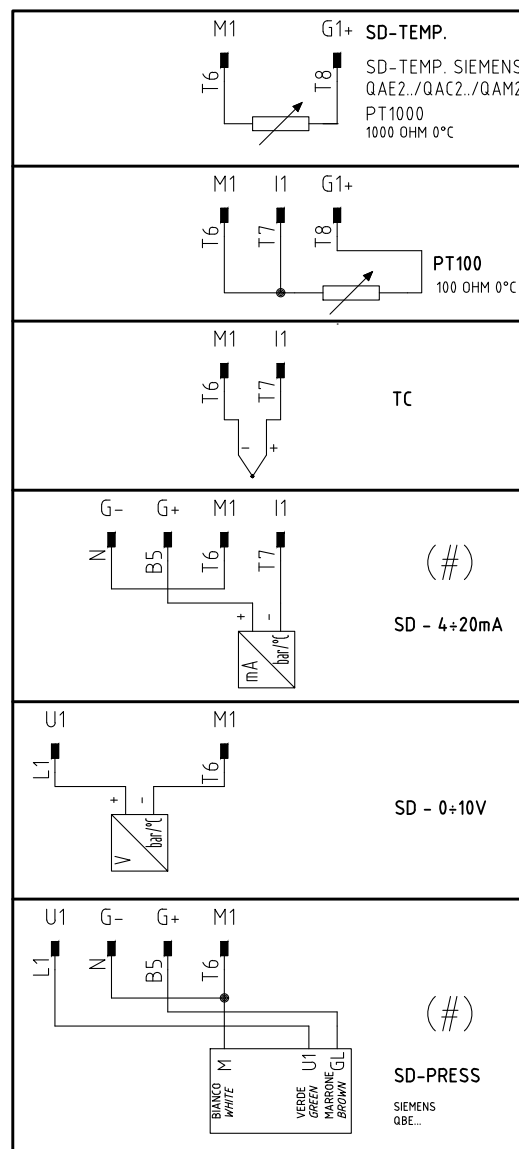 M1 G1+ SD-TEMP.
T6 T8
SD-TEMP. SIEMENS
QAE2../QAC2../QAM2
PT1000
1000 OHM 0°C
M1 I1 G1+
T6 T7 T8
PT100
100 OHM 0°C
M1 I1
T6 T7
TC
- +
G- G+ M1 I1
N B5 T6 T7
(#)
+ -
mA bar/°C
SD - 4÷20mA
U1 M1
L1 T6
+ -
V bar/°C
SD - 0÷10V
U1 G- G+ M1
L1 N B5 T6
(#)
M U1 GL
BIANCO VERDE MARRONE
WHITE GREEN BROWN
SD-PRESS
SIEMENS
QBE...